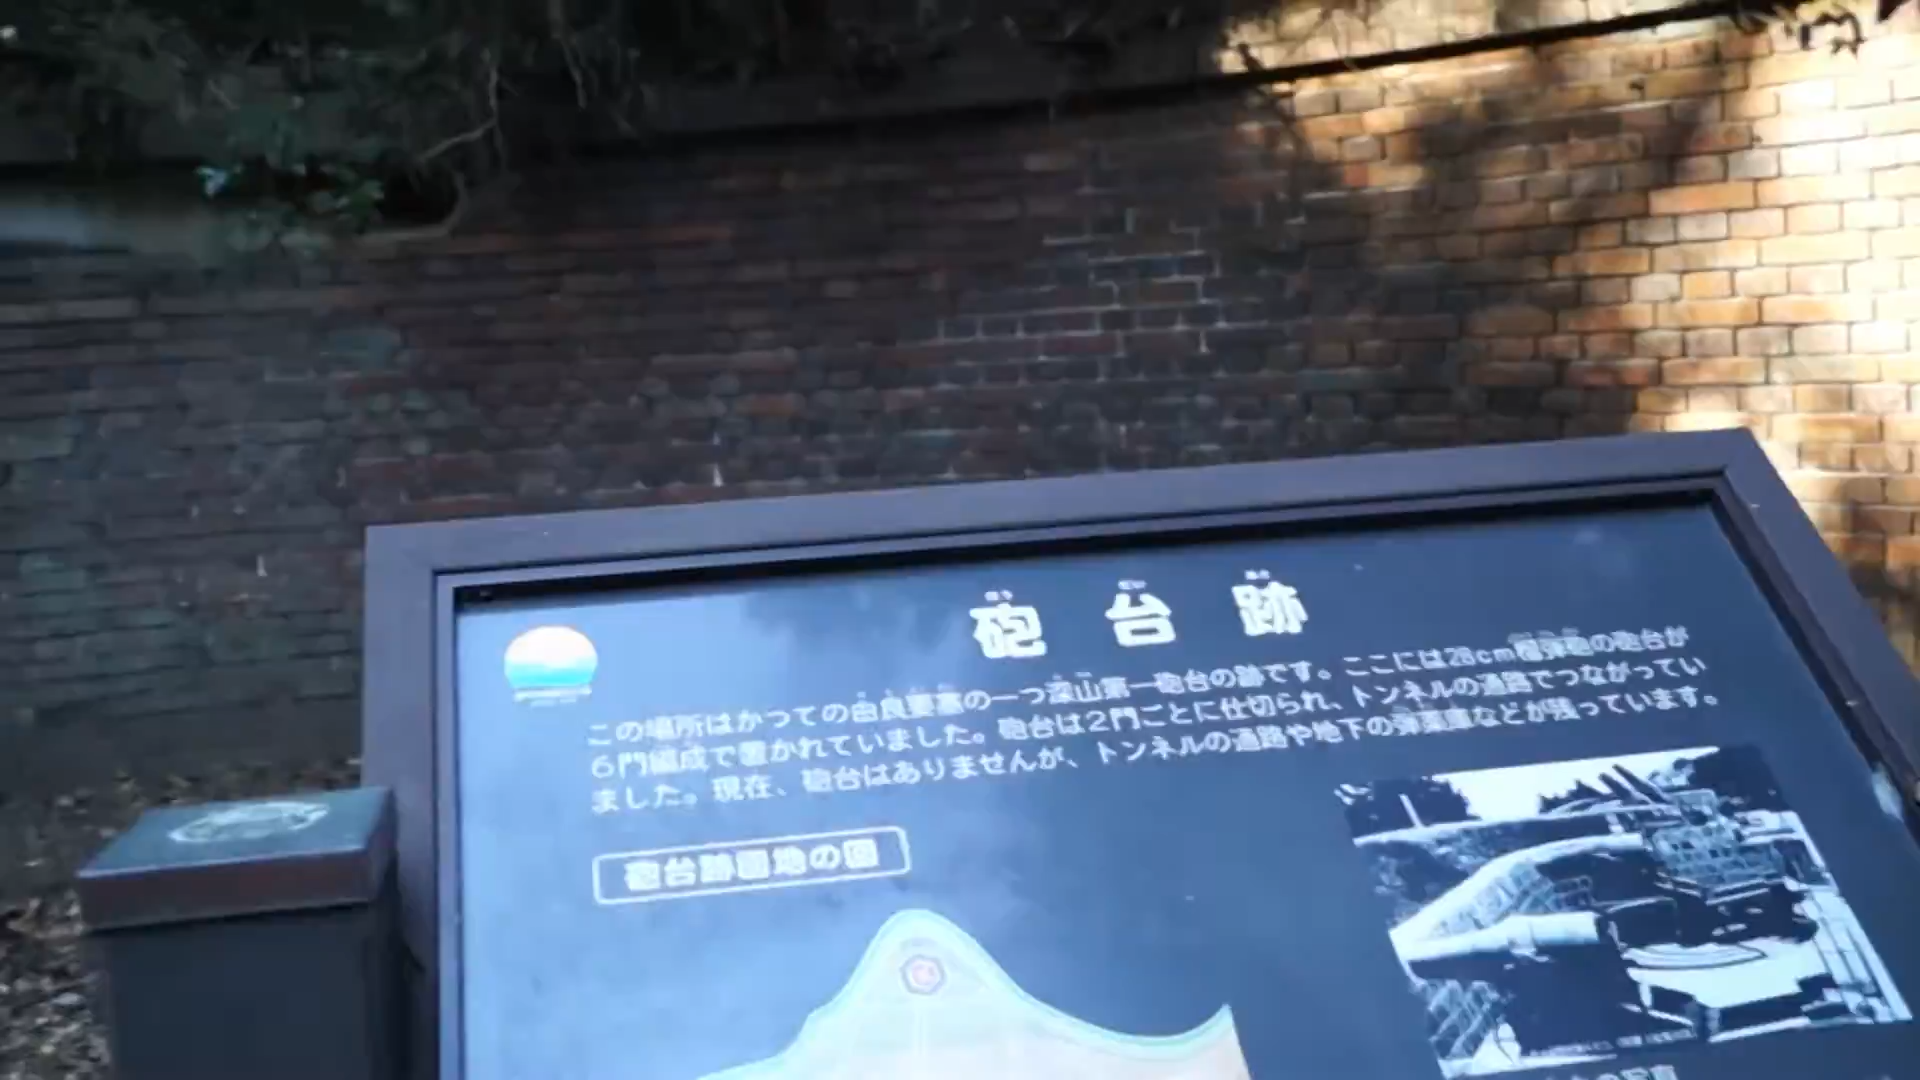 砲台跡
この場所はかつての由良要塞の一つ深山第一砲台の跡です。ここには28cm榴弾砲の砲台が
6門編成で置かれていました。砲台は2門ごとに仕切られ、トンネルの通路でつながってい
ました。現在、砲台はありませんが、トンネルの通路や地下の弾薬庫などが残っています。
砲台跡園地の図